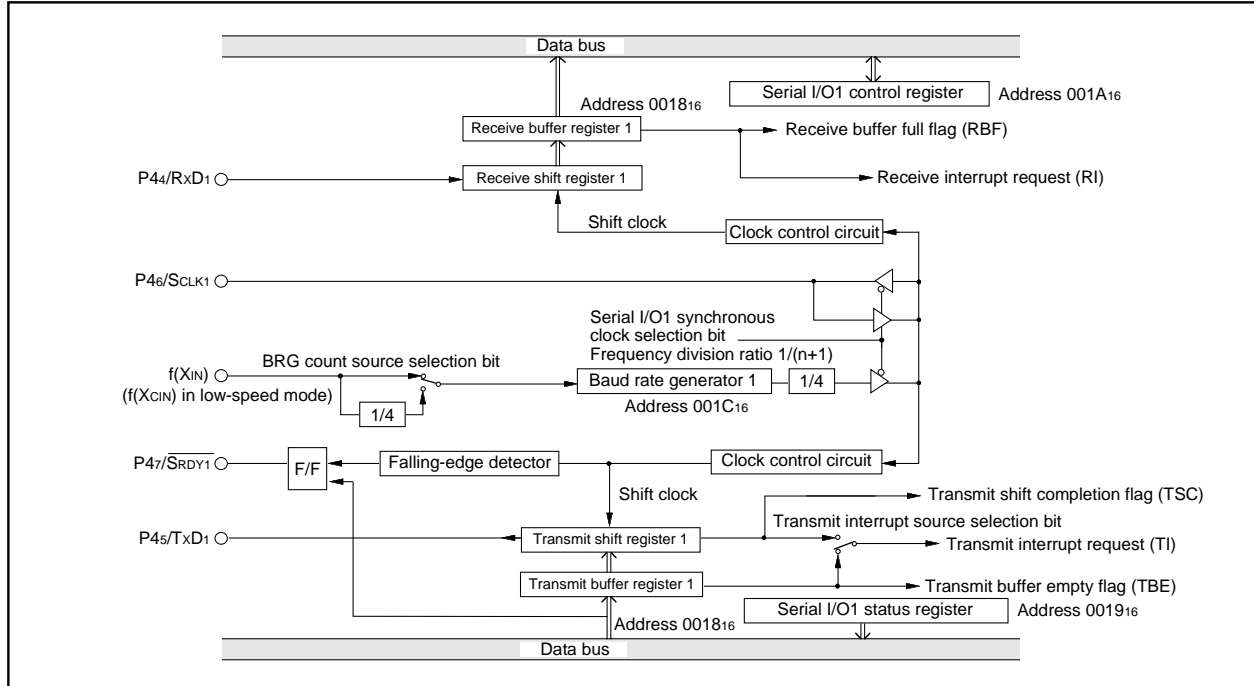 Data bus
Serial I/O1 control register
Address 001A16
Address 001816
Receive buffer register 1
Receive buffer full flag (RBF)
P44/RXD1
Receive shift register 1
Receive interrupt request (RI)
Shift clock
Clock control circuit
P46/SCLK1
Serial I/O1 synchronous
clock selection bit
Frequency division ratio 1/(n+1)
BRG count source selection bit
f(XIN)
(f(XCIN) in low-speed mode)
Baud rate generator 1
1/4
1/4
Address 001C16
P47/SRDY1
F/F
Falling-edge detector
Clock control circuit
Shift clock
Transmit shift completion flag (TSC)
Transmit interrupt source selection bit
P45/TXD1
Transmit shift register 1
Transmit interrupt request (TI)
Transmit buffer register 1
Transmit buffer empty flag (TBE)
Serial I/O1 status register
Address 001916
Address 001816
Data bus